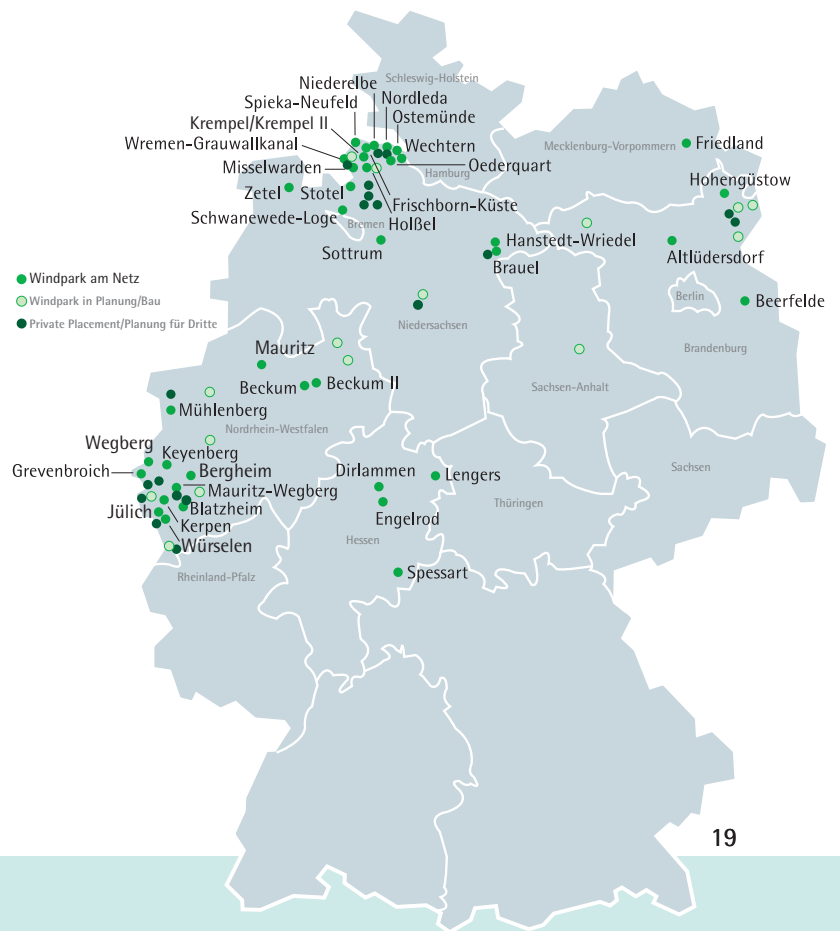 Niederelbe
Schleswig-Holstein
Spieka-Neufeld
Nordleda
Krempel/Krempel II
Ostemünde
Wremen-Grauwallkanal
Wechtern
Mecklenburg-Vorpommern
Friedland
Misselwarden
Oederquart
Hamburg
Hohengüstow
Zetel
Stotel
Frischborn-Küste
Schwanewede-Loge
Holßel
Bremen
Sottrum
Hanstedt-Wriedel
Altlüdersdorf
Brauel
Windpark am Netz
Windpark in Planung/Bau
Private Placement/Planung für Dritte
Berlin
Beerfelde
Niedersachsen
Brandenburg
Mauritz
Beckum
Beckum II
Sachsen-Anhalt
Mühlenberg
Nordrhein-Westfalen
Wegberg
Keyenberg
Grevenbroich
Bergheim
Dirlammen
Lengers
Sachsen
Mauritz-Wegberg
Thüringen
Jülich
Blatzheim
Engelrod
Kerpen
Hessen
Würselen
Rheinland-Pfalz
Spessart
19